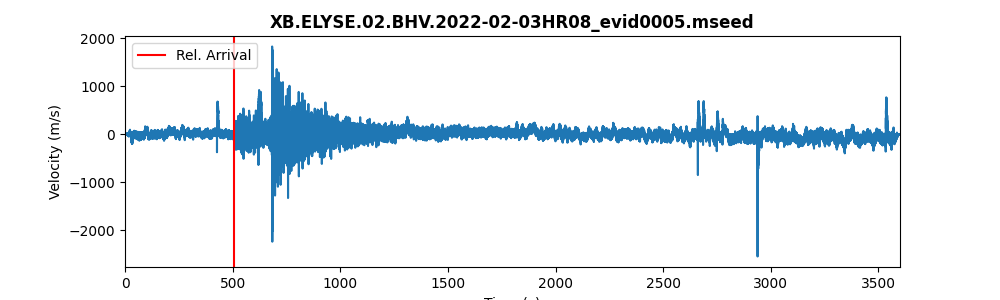 XB.ELYSE.02.BHV.2022-02-03HR08_evid0005.mseed
Rel. Arrival
Velocity (m/s)
2000
1000
0
−1000
−2000
0 500 1000 1500 2000 2500 3000 3500